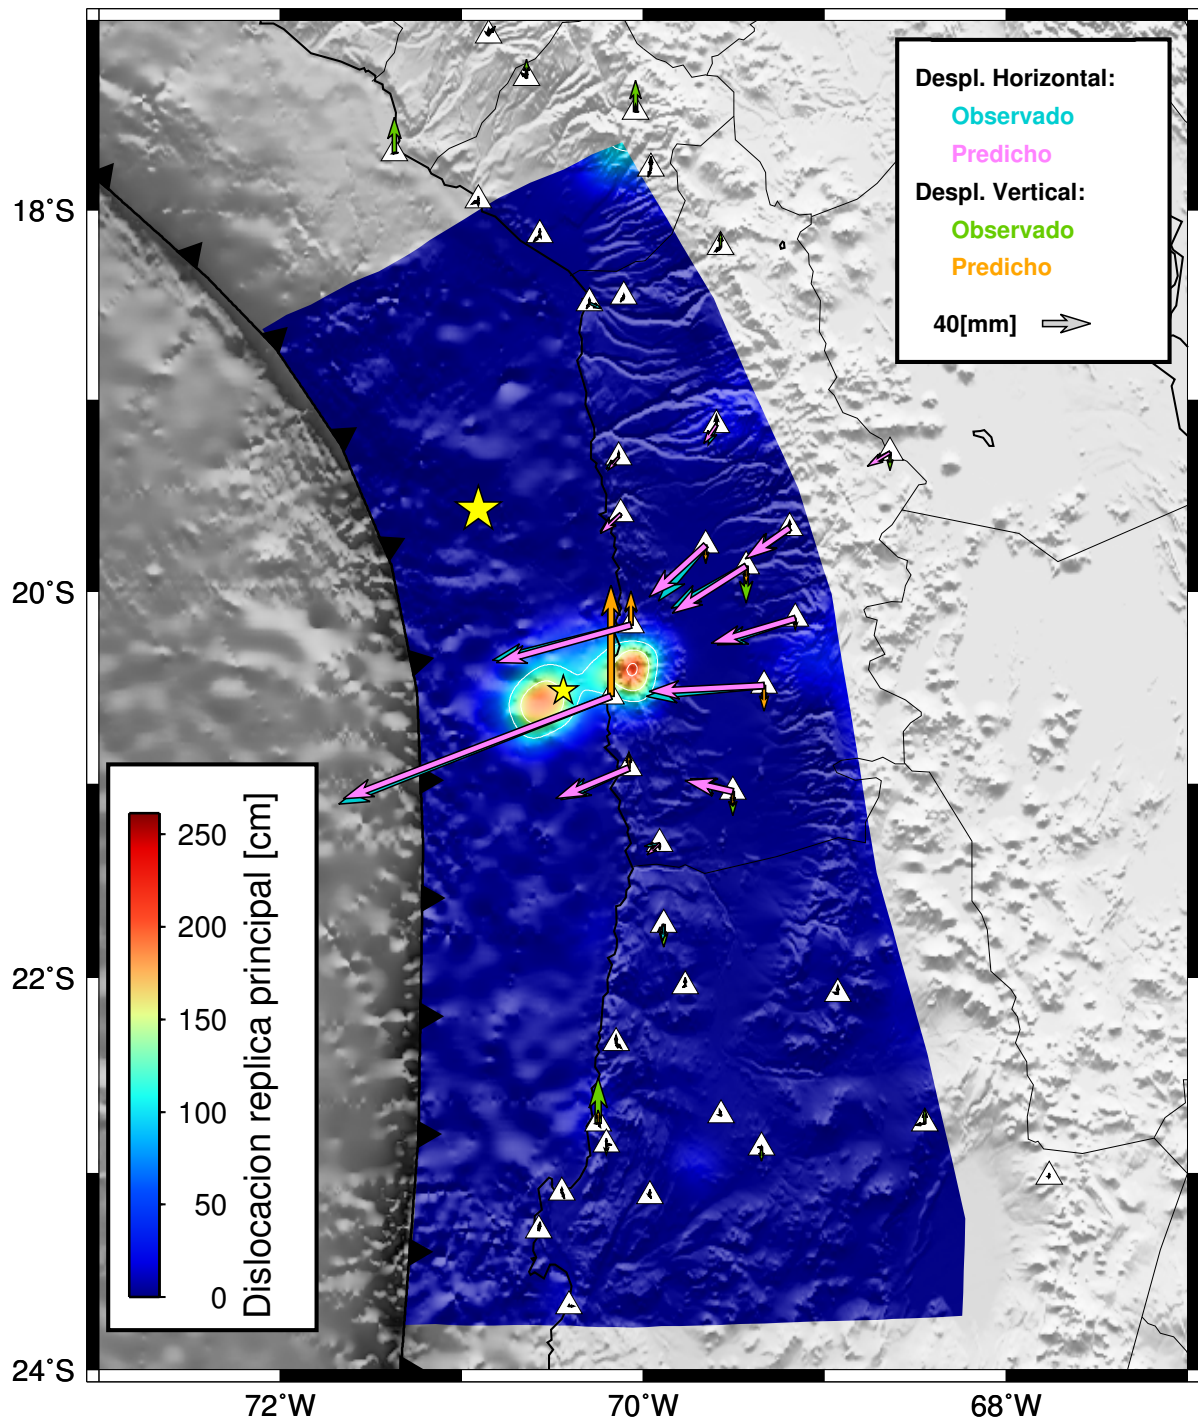 Despl. Horizontal:
Observado
Predicho
Despl. Vertical:
Observado
Predicho
40[mm]
18°S
20°S
22°S
24°S
72°W
70°W
68°W
250
200
150
100
50
0
Dislocacion replica principal [cm]